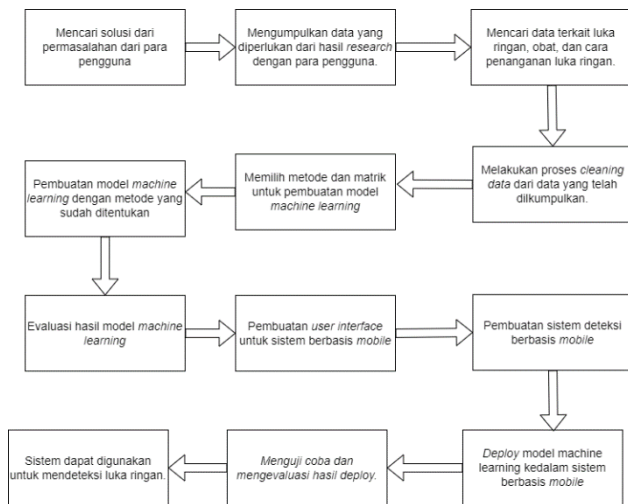 Mencari solusi dari
permasalahan dari para
pengguna
Mengumpulkan data yang
diperlukan dari hasil research
dengan para pengguna.
Mencari data terkait luka
ringan, obat, dan cara
penanganan luka ringan.
Melakukan proses cleaning
data dari data yang telah
dilkumpulkan.
Memilih metode dan matrik
untuk pembuatan model
machine learning
Pembuatan model machine
learning dengan metode yang
sudah ditentukan
Evaluasi hasil model machine
learning
Pembuatan user interface
untuk sistem berbasis mobile
Pembuatan sistem deteksi
berbasis mobile
Deploy model machine
learning kedalam sistem
berbasis mobile
Menguji coba dan
mengevaluasi hasil deploy.
Sistem dapat digunakan
untuk mendeteksi luka ringan.